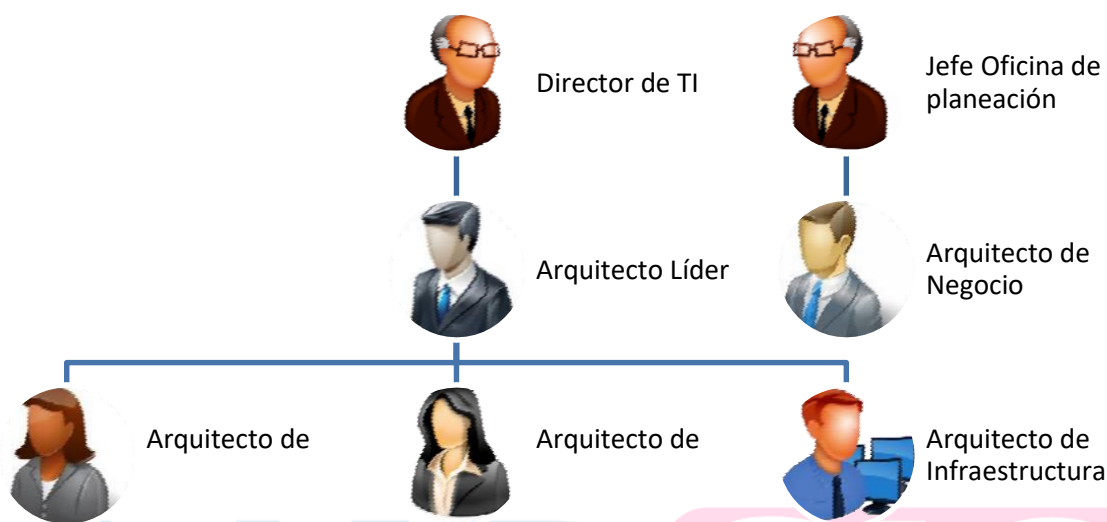 Director de TI
Jefe Oficina de
planeación
Arquitecto Líder
Arquitecto de
Negocio
Arquitecto de
Arquitecto de
Arquitecto de
Infraestructura